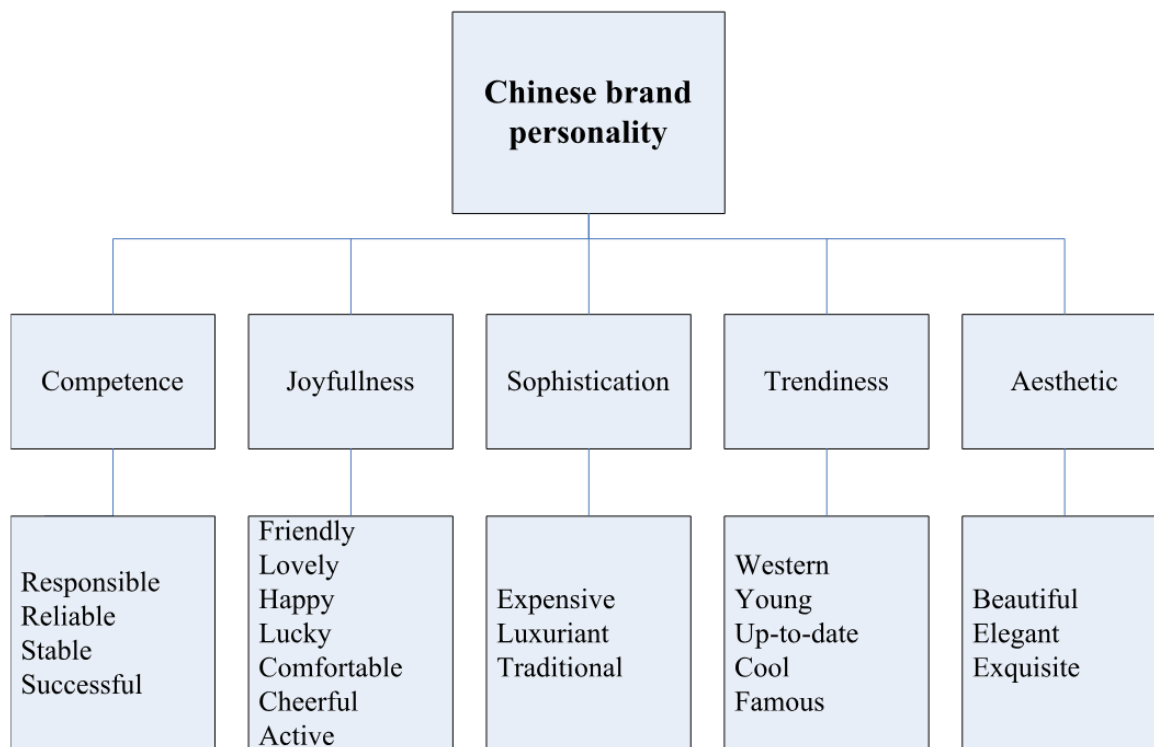 Chinese brand
personality
Competence
Joyfullness
Sophistication
Trendiness
Aesthetic
Responsible
Reliable
Stable
Successful
Friendly
Lovely
Happy
Lucky
Comfortable
Cheerful
Active
Expensive
Luxuriant
Traditional
Western
Young
Up-to-date
Cool
Famous
Beautiful
Elegant
Exquisite